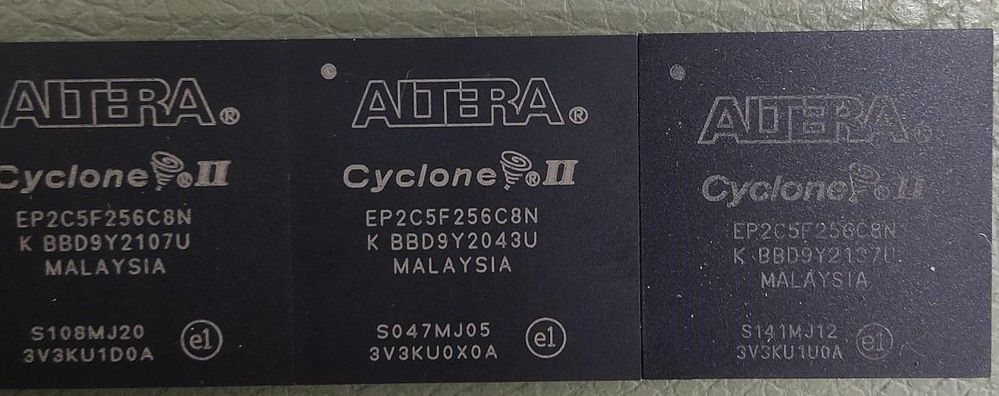 ALTERA®
Cyclone® II
EP2C5F256C8N
K BBD9Y2107U
MALAYSIA
S108MJ20
3V3KU1D0A
e1
ALTERA®
Cyclone® II
EP2C5F256C8N
K BBD9Y2043U
MALAYSIA
S047MJ05
3V3KU0X0A
e1
ALTERA®
Cyclone® II
EP2C5F256C8N
K BBD9Y2137U
MALAYSIA
S141MJ12
3V3KU1U0A
e1